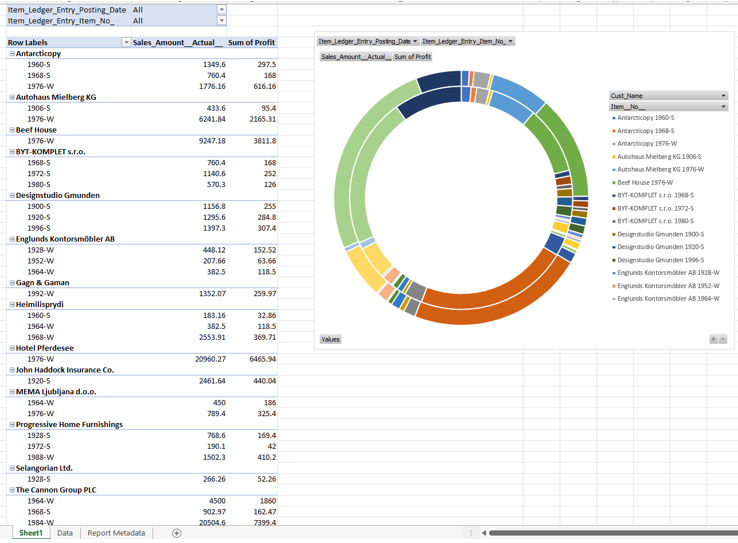 Item_Ledger_Entry_Posting_Date All
Item_Ledger_Entry_Item_No_ All
Row Labels Sales_Amount__Actual__ Sum of Profit
Antarcticopy
1960-S 1349.6 297.5
1968-S 760.4 168
1976-W 1776.16 616.16
Autohaus Mielberg KG
1906-S 433.6 95.4
1976-W 6241.84 2165.31
Beef House
1976-W 9247.18 3811.8
BYT-KOMPLET s.r.o.
1968-S 760.4 168
1972-S 1140.6 252
1980-S 570.3 126
Designstudio Gmunden
1900-S 1156.8 255
1920-S 1295.6 284.8
1996-S 1397.3 307.4
Englunds Kontorsmöbler AB
1928-W 448.12 152.52
1952-W 207.66 63.66
1964-W 382.5 118.5
Gagn & Gaman
1992-W 1352.07 259.97
Heimilisprydi
1960-S 183.16 32.86
1964-W 382.5 118.5
1968-W 2553.91 369.71
Hotel Pferdesee
1976-W 20960.27 6465.94
John Haddock Insurance Co.
1920-S 2461.64 440.04
MEMA Ljubljana d.o.o.
1964-W 450 186
1976-W 789.4 325.4
Progressive Home Furnishings
1928-S 768.6 169.4
1972-S 190.1 42
1988-W 1502.3 410.2
Selangorian Ltd.
1928-S 266.26 52.26
The Cannon Group PLC
1964-W 4500 1860
1968-S 902.97 162.47
1984-W 20504.6 7399.4
Item_Ledger_Entry_Posting_Date Item_Ledger_Entry_Item_No_
Sales_Amount__Actual__ Sum of Profit
Cust_Name
Item__No__
Antarcticopy 1960-S
Antarcticopy 1968-S
Antarcticopy 1976-W
Autohaus Mielberg KG 1906-S
Autohaus Mielberg KG 1976-W
Beef House 1976-W
BYT-KOMPLET s.r.o. 1968-S
BYT-KOMPLET s.r.o. 1972-S
BYT-KOMPLET s.r.o. 1980-S
Designstudio Gmunden 1900-S
Designstudio Gmunden 1920-S
Designstudio Gmunden 1996-S
Englunds Kontorsmöbler AB 1928-W
Englunds Kontorsmöbler AB 1952-W
Englunds Kontorsmöbler AB 1964-W
Values
Sheet1 Data Report Metadata